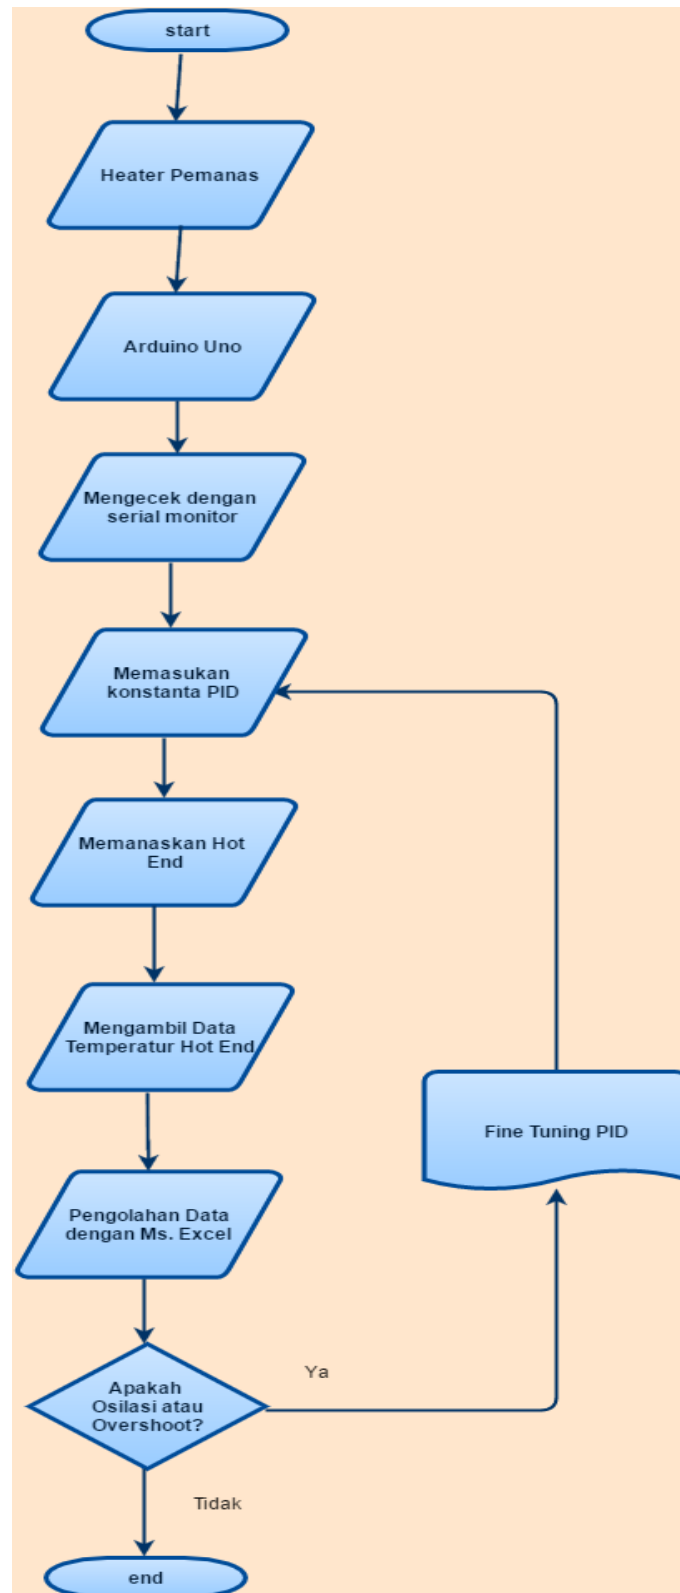 start
Heater Pemanas
Arduino Uno
Mengecek dengan
serial monitor
Memasukan
konstanta PID
Memanaskan Hot
End
Mengambil Data
Temperatur Hot End
Fine Tuning PID
Pengolahan Data
dengan Ms. Excel
Apakah
Osilasi atau
Overshoot?
Ya
Tidak
end